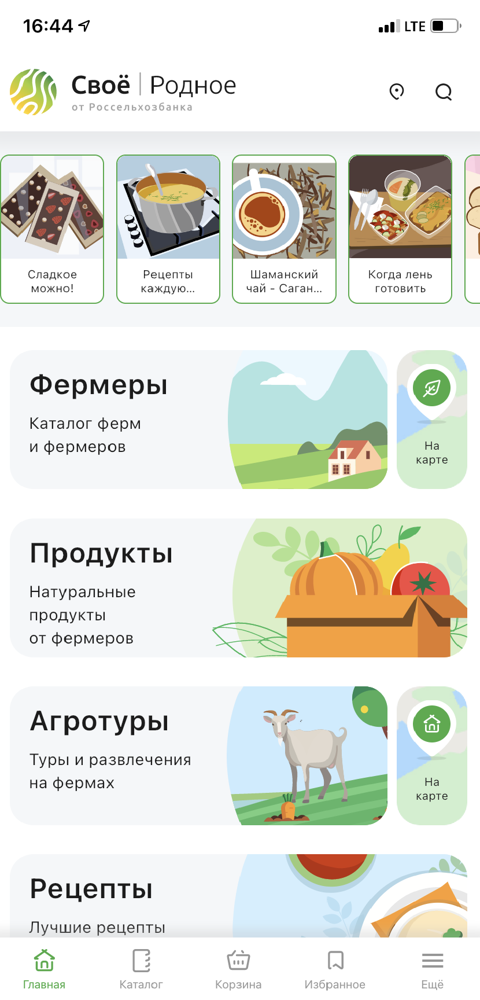 16:44
LTE
Своё | Родное
от Россельхозбанка
Сладкое
можно!
Рецепты
каждую...
Шаманский
чай - Саган...
Когда лень
готовить
Фермеры
Каталог ферм
и фермеров
На
карте
Продукты
Натуральные
продукты
от фермеров
Агротуры
Туры и развлечения
на фермах
На
карте
Рецепты
Лучшие рецепты
Главная
Каталог
Корзина
Избранное
Ещё